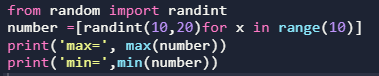 from random import randint
number =[randint(10,20)for x in range(10)]
print('max=', max(number))
print('min=',min(number))